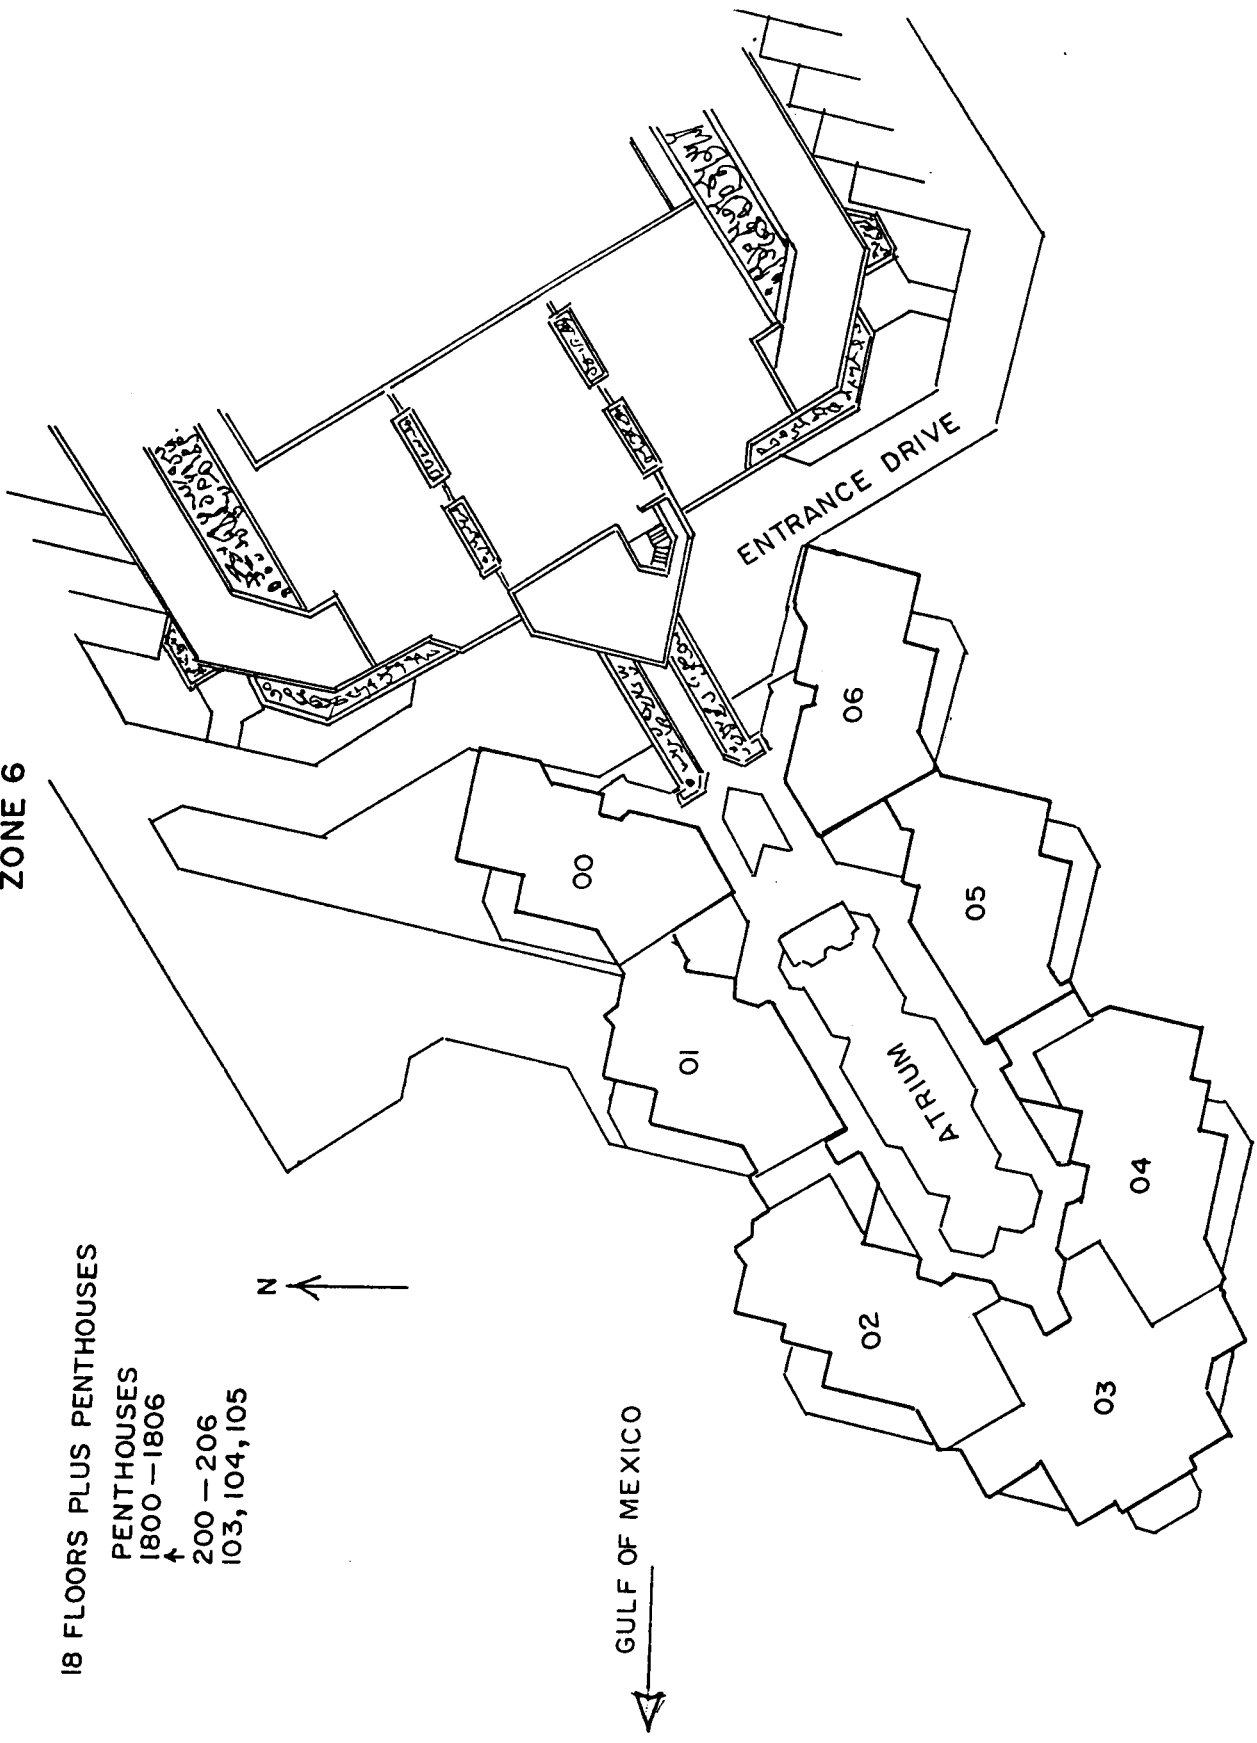 ZONE 6
18 FLOORS PLUS PENTHOUSES
PENTHOUSES
1800-1806
↑
200-206
103, 104, 105
N
GULF OF MEXICO
ENTRANCE DRIVE
ATRIUM
00
01
02
03
04
05
06